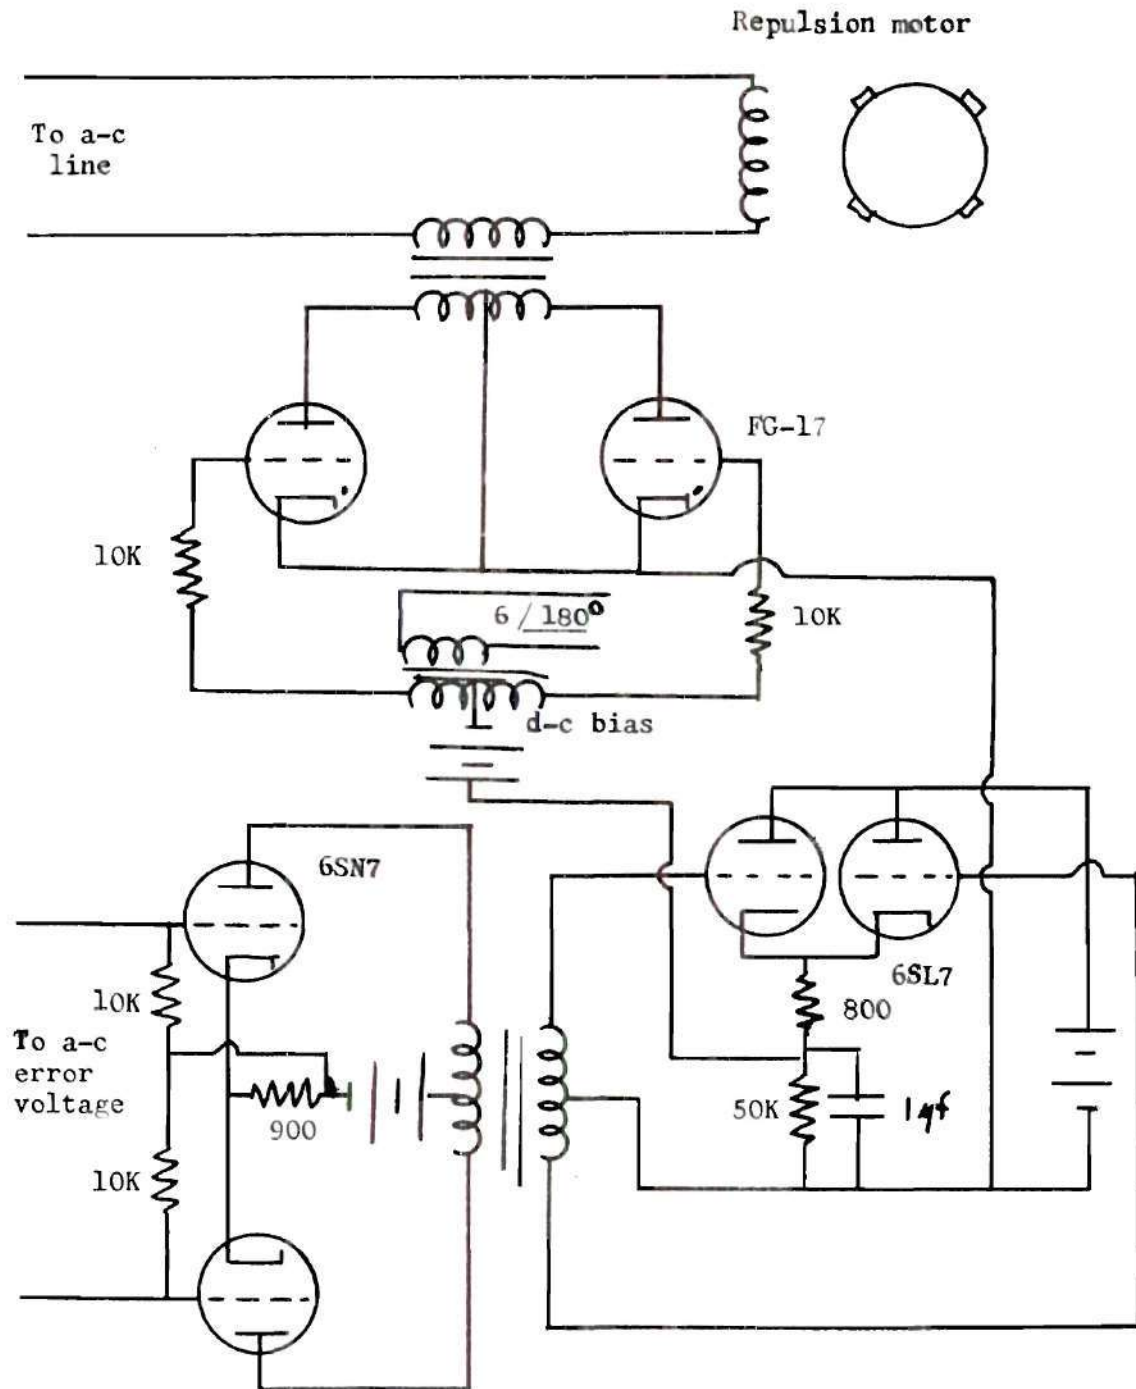 Repulsion motor
To a-c
line
FG-17
10K
10K
6 /180°
d-c bias
6SN7
6SL7
800
10K
To a-c
error
voltage
900
50K
10K